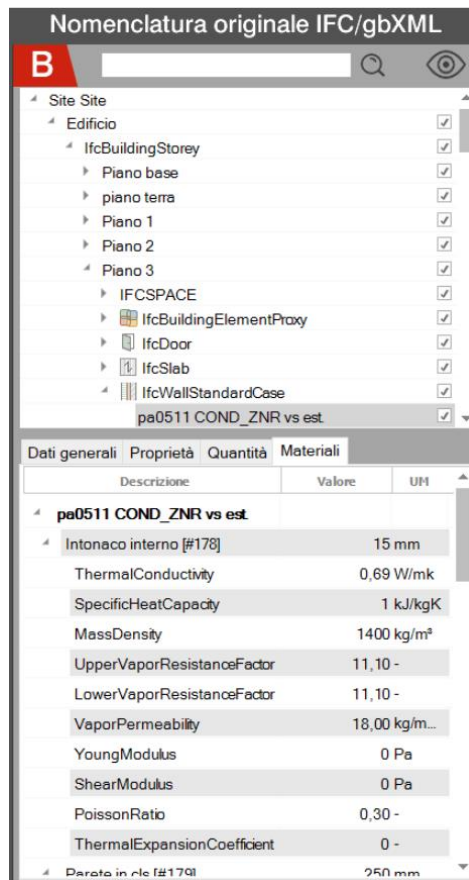 Nomenclatura originale IFC/gbXML
B
Site Site
Edificio
IfcBuildingStorey
Piano base
piano terra
Piano 1
Piano 2
Piano 3
IFCSPACE
IfcBuildingElementProxy
IfcDoor
IfcSlab
IfcWallStandardCase
pa0511 COND_ZNR vs est.
Dati generali Proprietà Quantità Materiali
Descrizione Valore UM
pa0511 COND_ZNR vs est.
Intonaco interno [#178] 15 mm
ThermalConductivity 0,69 W/mk
SpecificHeatCapacity 1 kJ/kgK
MassDensity 1400 kg/m³
UpperVaporResistanceFactor 11,10 -
LowerVaporResistanceFactor 11,10 -
VaporPermeability 18,00 kg/m...
YoungModulus 0 Pa
ShearModulus 0 Pa
PoissonRatio 0,30 -
ThermalExpansionCoefficient 0 -
Parete in cls [#179] 250 mm